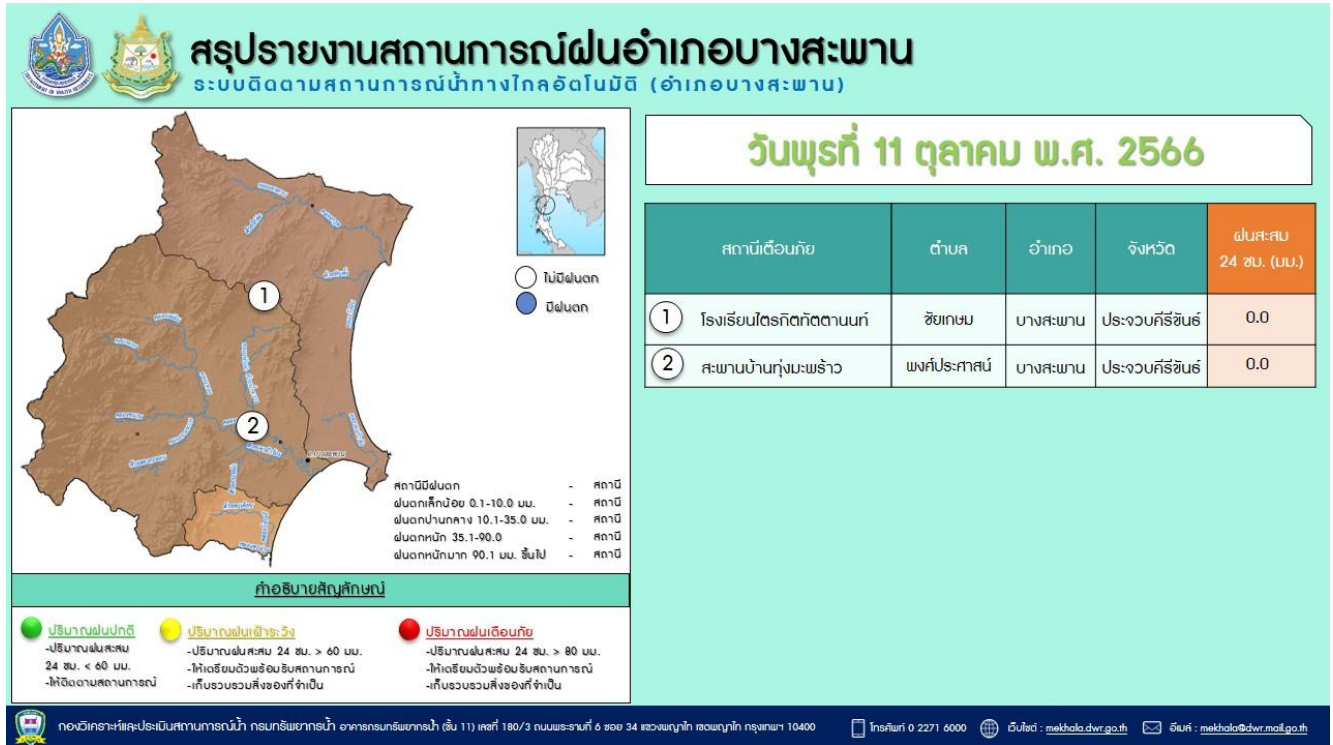 สรุปรายงานสถานการณ์ฝนอำเภอบางสะพาน
ระบบติดตามสถานการณ์น้ำทางไกลอัตโนมัติ (อำเภอบางสะพาน)
วันพุธที่ 11 ตุลาคม พ.ศ. 2566
สถานีเตือนภัย ตำบล อำเภอ จังหวัด ฝนสะสม 24 ชม. (มม.)
1 โรงเรียนไตรกิตทัตตานนท์ ชัยเกษม บางสะพาน ประจวบคีรีขันธ์ 0.0
2 สะพานบ้านทุ่งมะพร้าว พงศ์ประศาสน์ บางสะพาน ประจวบคีรีขันธ์ 0.0
ไม่มีฝนตก
มีฝนตก
1
2
สถานีมีฝนตก - สถานี
ฝนตกเล็กน้อย 0.1-10.0 มม. - สถานี
ฝนตกปานกลาง 10.1-35.0 มม. - สถานี
ฝนตกหนัก 35.1-90.0 - สถานี
ฝนตกหนักมาก 90.1 มม. ขึ้นไป - สถานี
คำอธิบายสัญลักษณ์
ปริมาณฝนปกติ
-ปริมาณฝนสะสม
24 ชม. < 60 มม.
-ให้ติดตามสถานการณ์
ปริมาณฝนเฝ้าระวัง
-ปริมาณฝนสะสม 24 ชม. > 60 มม.
-ให้เตรียมตัวพร้อมรับสถานการณ์
-เก็บรวบรวมสิ่งของที่จำเป็น
ปริมาณฝนเตือนภัย
-ปริมาณฝนสะสม 24 ชม. > 80 มม.
-ให้เตรียมตัวพร้อมรับสถานการณ์
-เก็บรวบรวมสิ่งของที่จำเป็น
กองวิเคราะห์และประเมินสถานการณ์น้ำ กรมทรัพยากรน้ำ อาคารกรมทรัพยากรน้ำ (ชั้น 11) เลขที่ 180/3 ถนนพระรามที่ 6 ซอย 34 แขวงพญาไท เขตพญาไท กรุงเทพฯ 10400 โทรศัพท์ 0 2271 6000 เว็บไซต์ : mekhala.dwr.go.th อีเมล์ : mekhala@dwr.mail.go.th